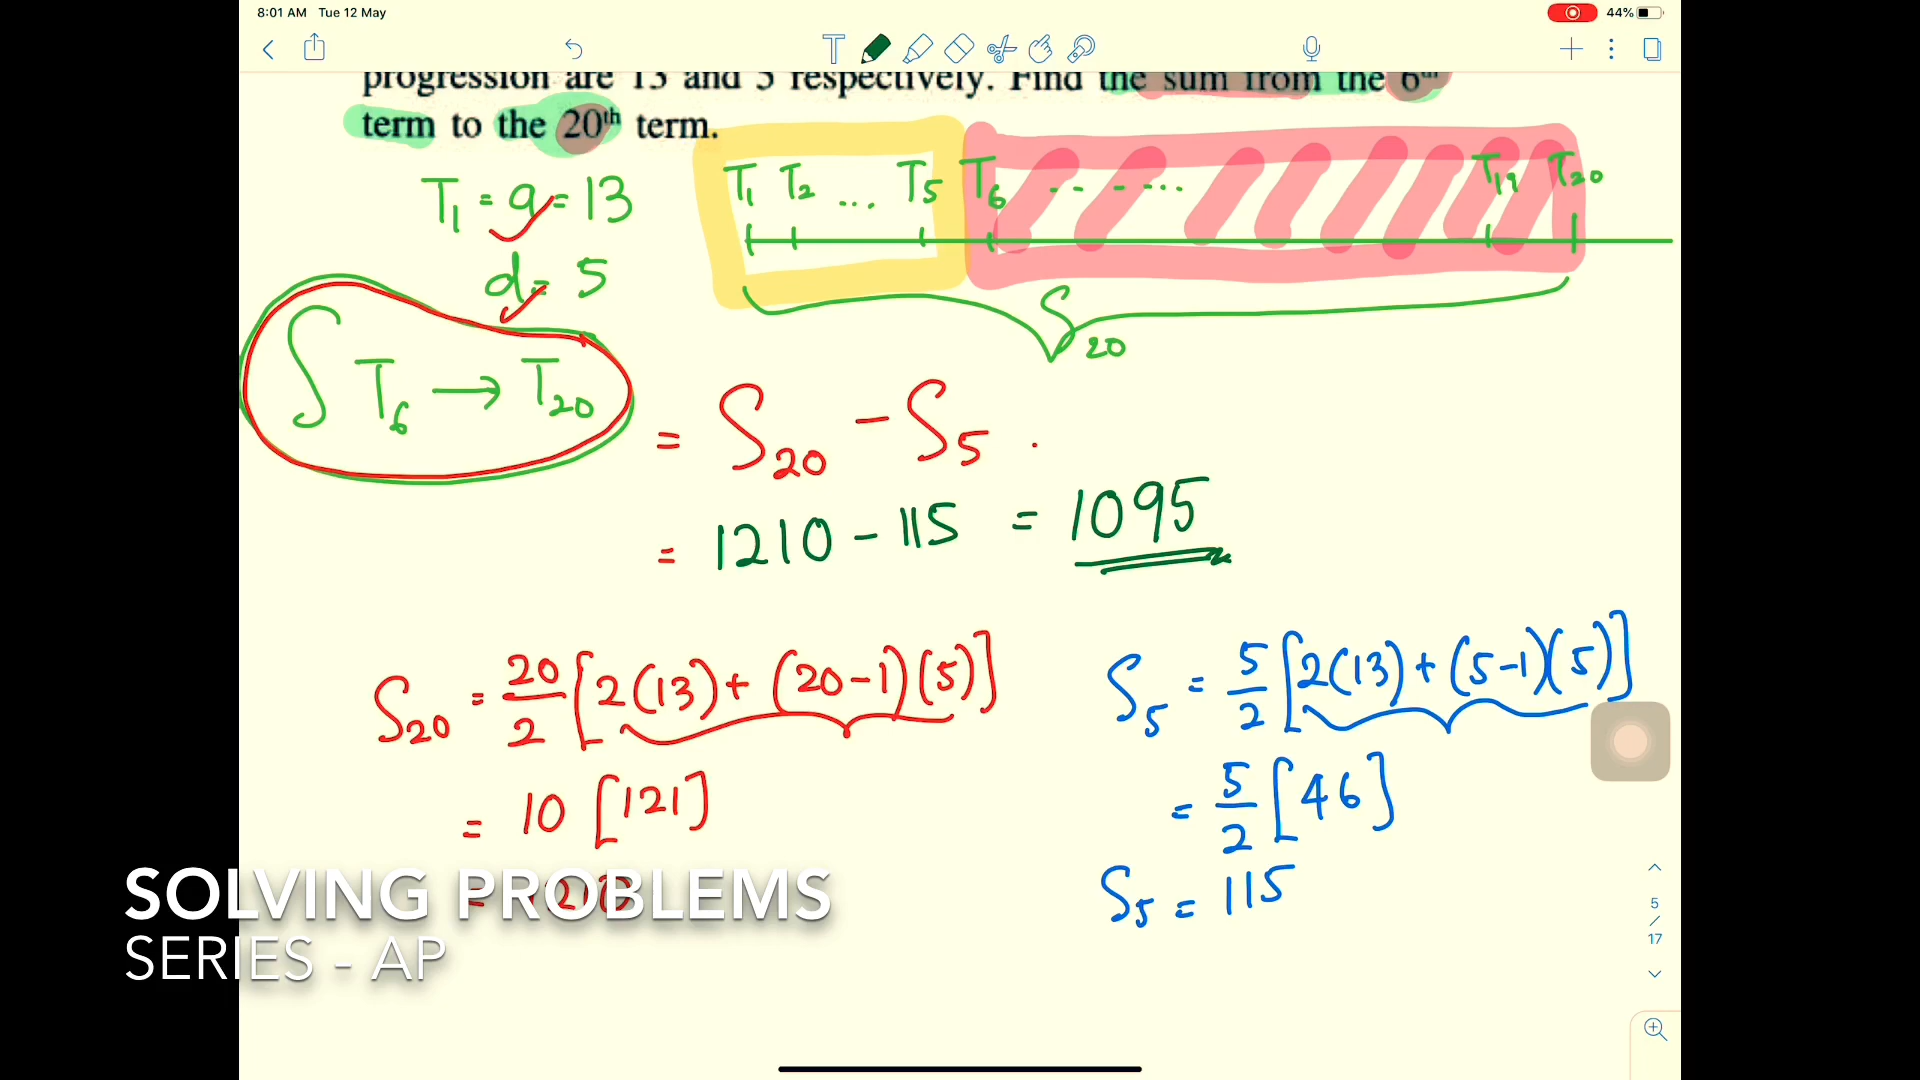 8:01 AM Tue 12 May
44%
progression are 13 and 5 respectively. Find the sum from the 6th
term to the 20th term.
T1 = a = 13
d = 5
T1 T2 ... T5 T6 -- - -... T19 T20
S20
S T6 → T20
= S20 - S5 .
= 1210 - 115 = 1095
S20 = 20/2 [2(13) + (20-1)(5)]
= 10 [121]
= 1210
S5 = 5/2 [2(13) + (5-1)(5)]
= 5/2 [46]
S5 = 115
SOLVING PROBLEMS
SERIES - AP
5
/
17